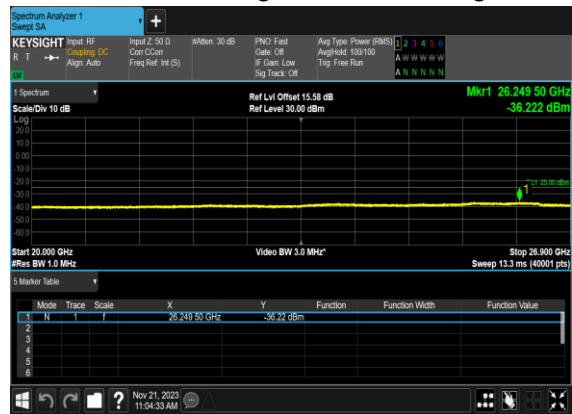 Spectrum Analyzer 1
Swept SA
+
KEYSIGHT Input: RF Input Z: 50 Ω #Atten: 30 dB PNO: Fast Avg Type: Power (RMS) 1 2 3 4 5 6
R T Coupling: DC Corr CCorr Gate: Off Avg|Hold: 100/100 A W W W W W
Align: Auto Freq Ref: Int (S) IF Gain: Low Trig: Free Run
LXI Sig Track: Off A N N N N N
1 Spectrum Ref Lvl Offset 15.58 dB Mkr1 26.249 50 GHz
Scale/Div 10 dB Ref Level 30.00 dBm -36.222 dBm
Log
20.0
10.0
0.00
-10.0
-20.0
1
-30.0
-40.0
-50.0
-60.0
Start 20.000 GHz Video BW 3.0 MHz* Stop 26.900 GHz
#Res BW 1.0 MHz Sweep 13.3 ms (40001 pts)
5 Marker Table
Mode Trace Scale X Y Function Function Width Function Value
1 N 1 f 26.249 50 GHz -36.22 dBm
2
3
4
5
6
? Nov 21, 2023
11:04:33 AM